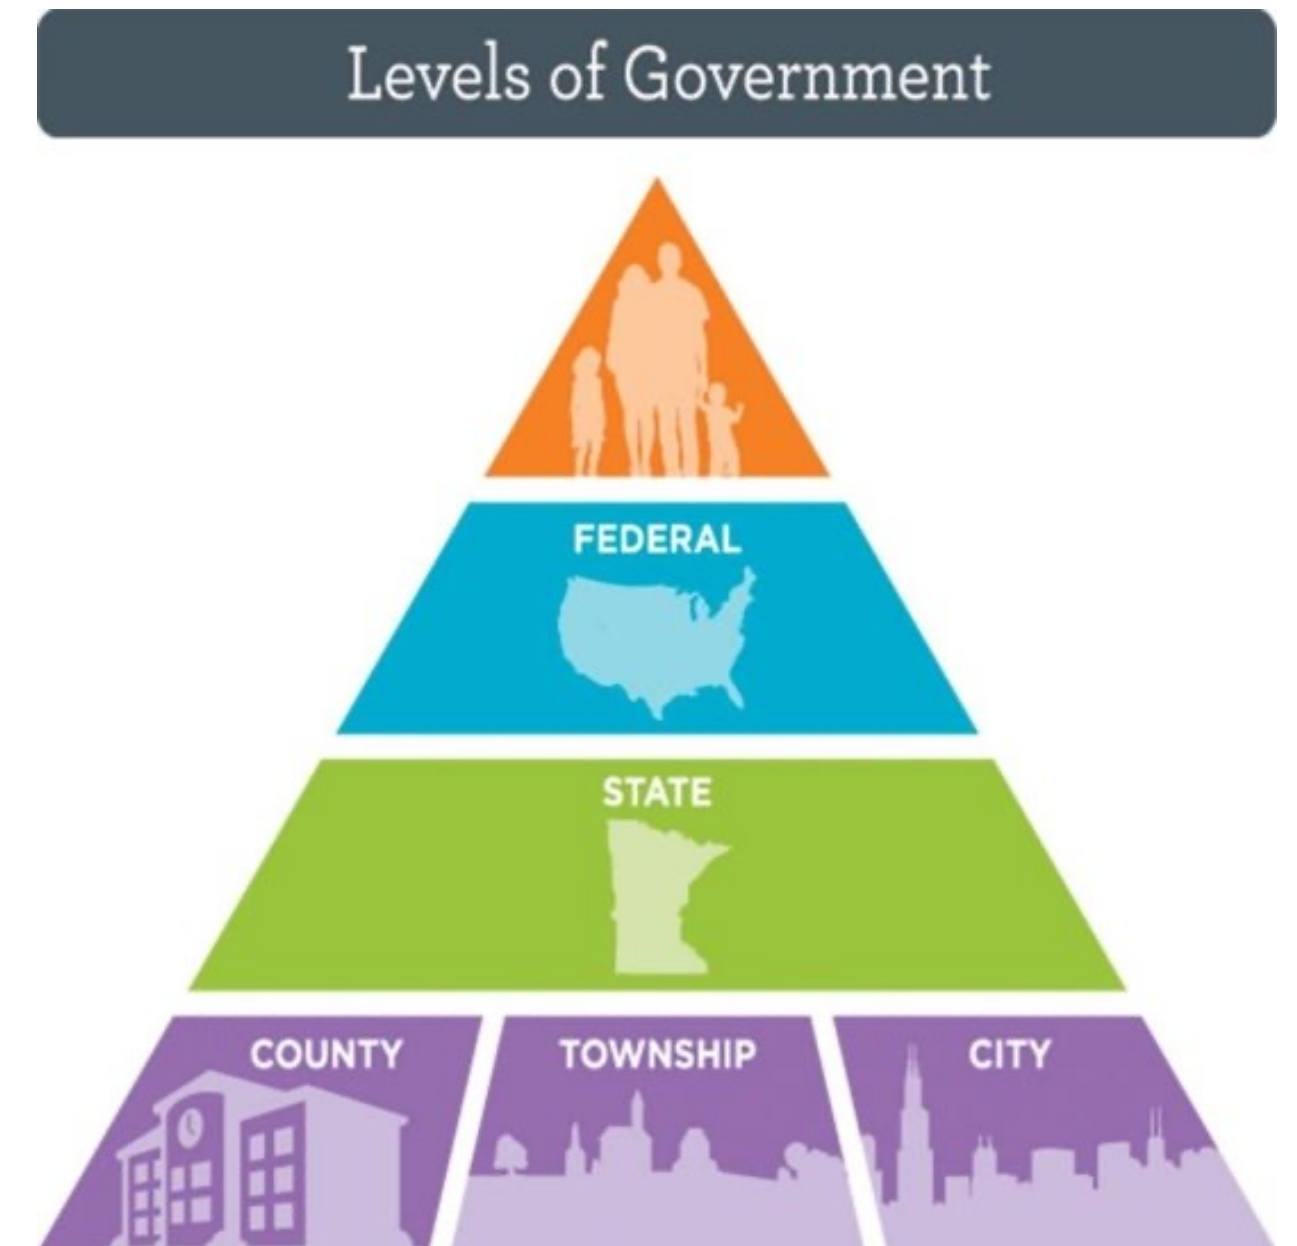 Levels of Government
FEDERAL
STATE
COUNTY
TOWNSHIP
CITY